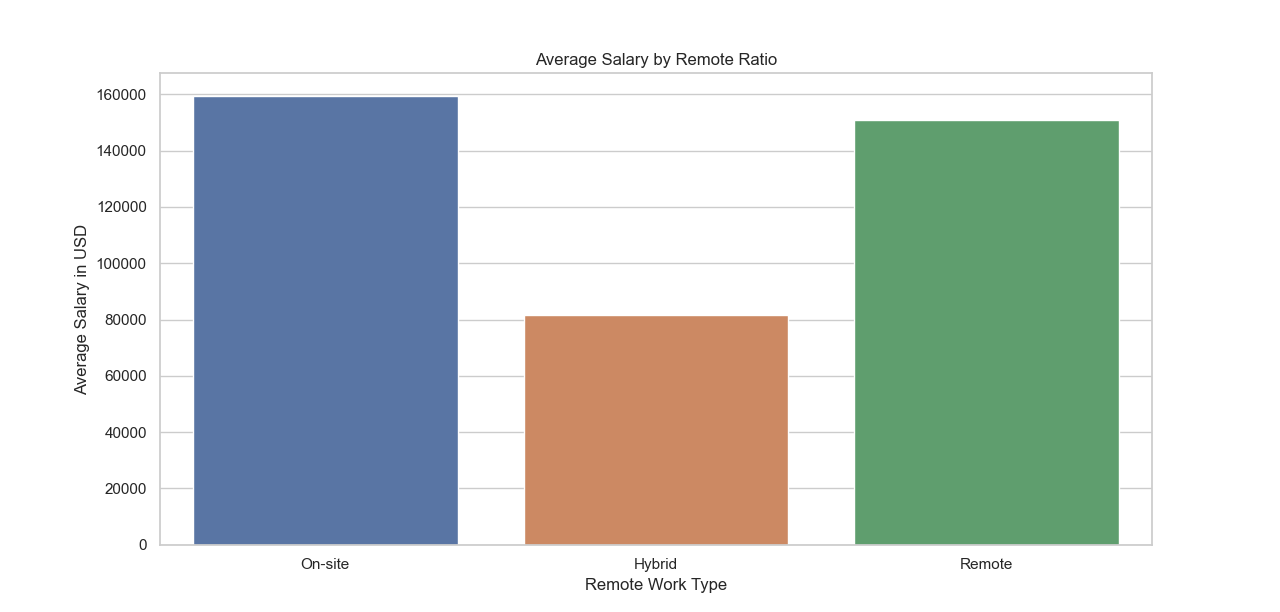 Average Salary by Remote Ratio
Average Salary in USD
160000
140000
120000
100000
80000
60000
40000
20000
0
On-site Hybrid Remote
Remote Work Type